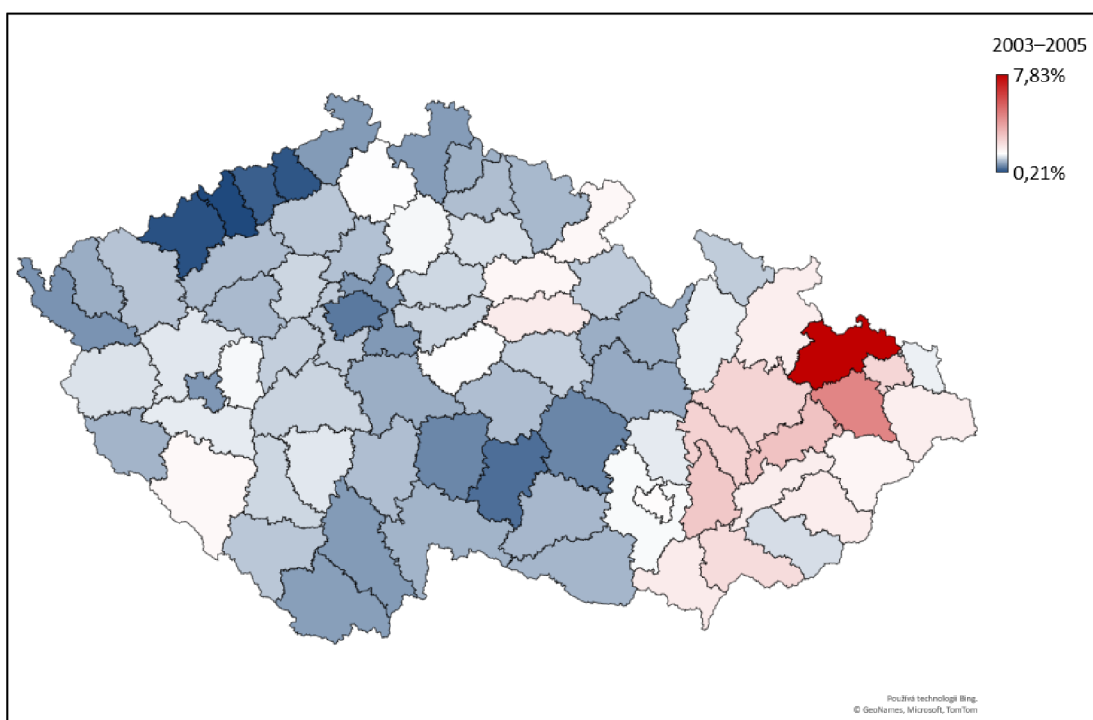 2003–2005
7,83%
0,21%
Používá technologii Bing.
© GeoNames, Microsoft, TomTom